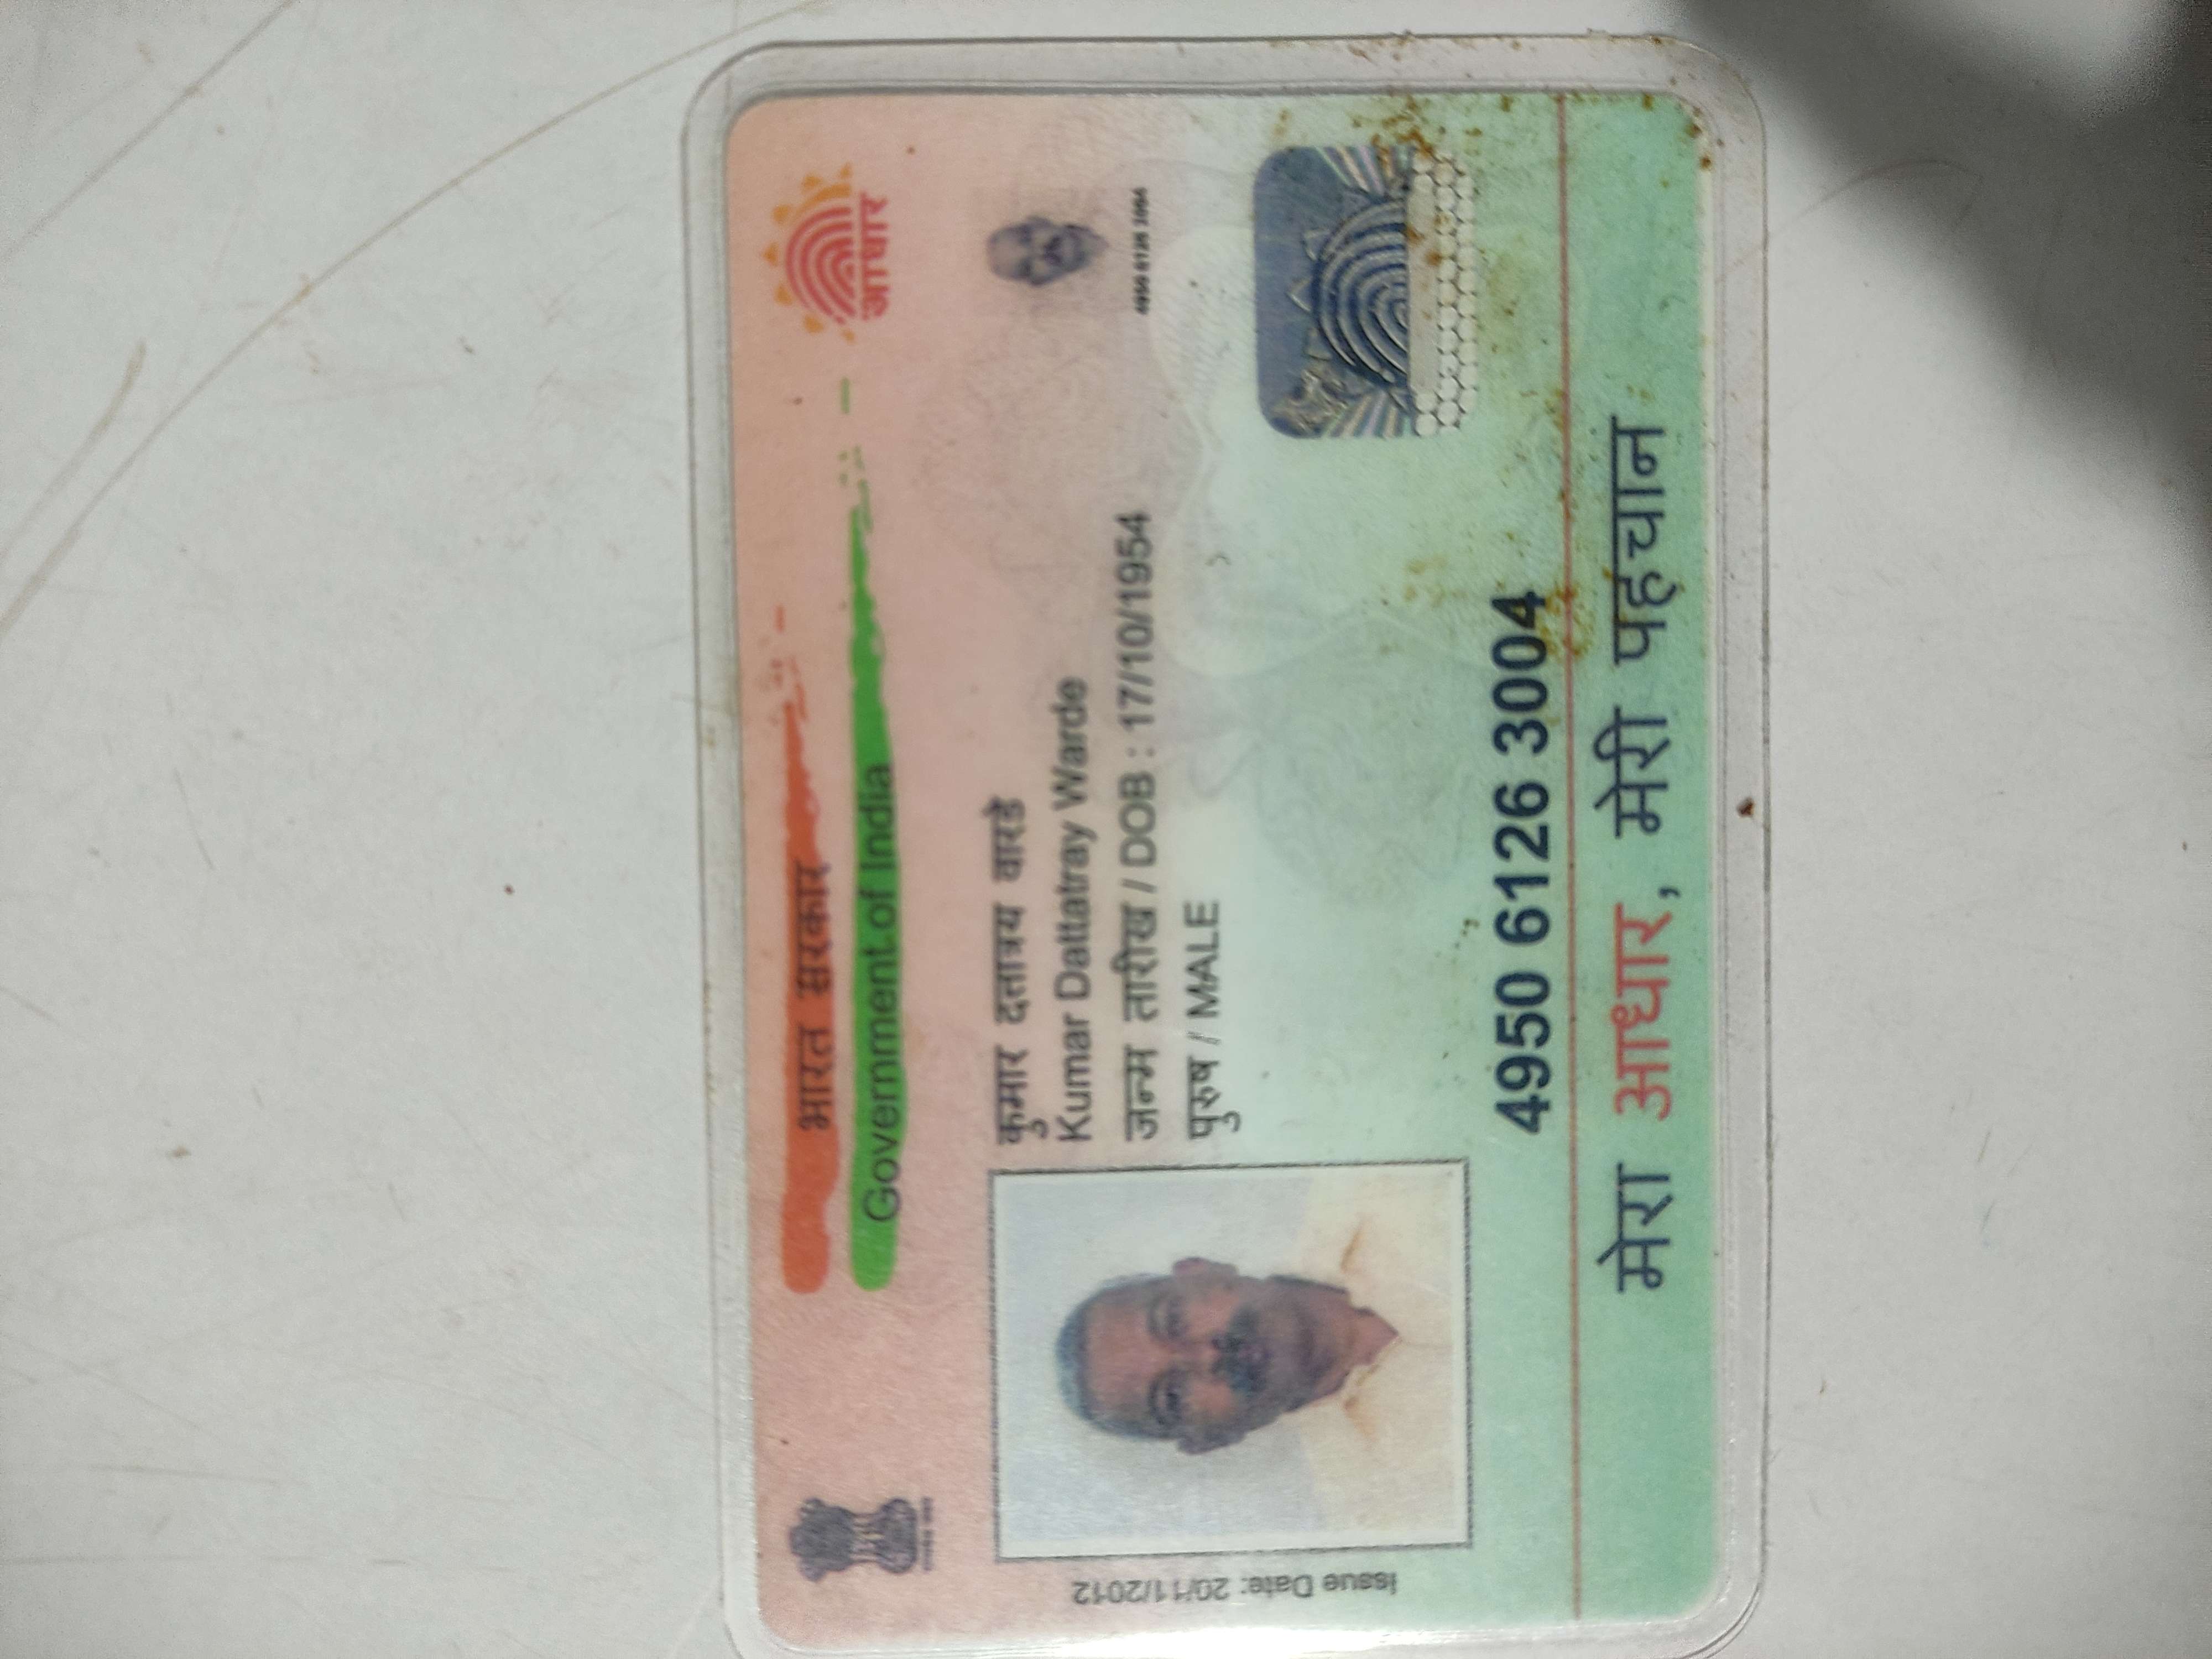 भारत सरकार
Government of India
आधार
Issue Date: 20/11/2012
कुमार दत्तात्रय वारडे
Kumar Dattatray Warde
जन्म तारीख / DOB : 17/10/1954
पुरुष / MALE
4950 6126 3004
4950 6126 3004
मेरा आधार, मेरी पहचान